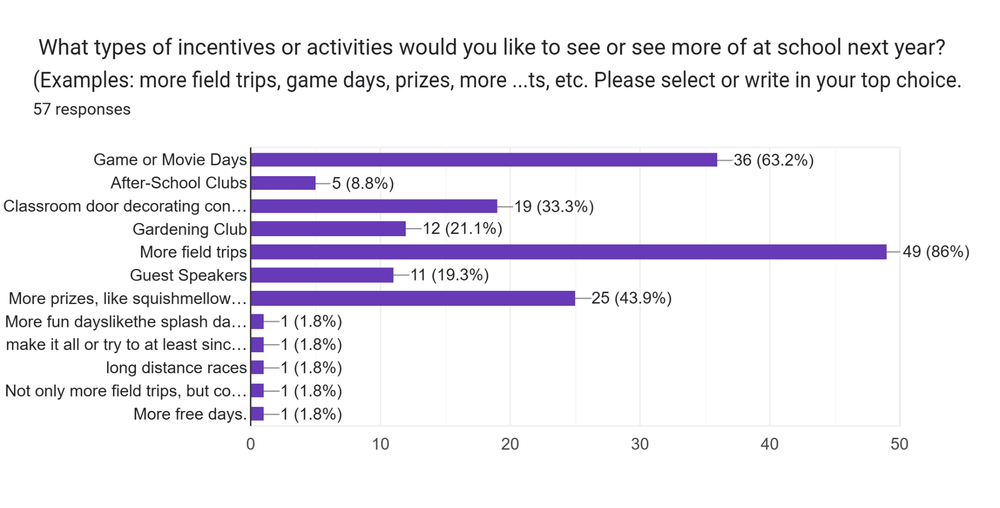 What types of incentives or activities would you like to see or see more of at school next year?
(Examples: more field trips, game days, prizes, more ...ts, etc. Please select or write in your top choice.
57 responses
Game or Movie Days 36 (63.2%)
After-School Clubs 5 (8.8%)
Classroom door decorating con… 19 (33.3%)
Gardening Club 12 (21.1%)
More field trips 49 (86%)
Guest Speakers 11 (19.3%)
More prizes, like squishmellow… 25 (43.9%)
More fun dayslikethe splash da… 1 (1.8%)
make it all or try to at least sinc… 1 (1.8%)
long distance races 1 (1.8%)
Not only more field trips, but co… 1 (1.8%)
More free days. 1 (1.8%)
0 10 20 30 40 50